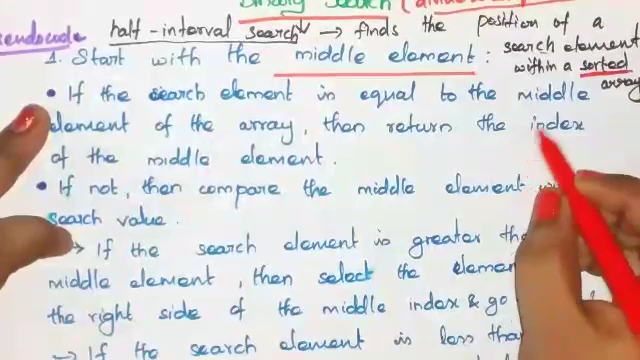 Binary Search (
half-interval search → finds the position of a
search element
1. Start with the middle element :
within a sorted
array
• If the search element is equal to the middle
element of the array, then return the index
of the middle element.
• If not, then compare the middle element
search value.
→ If the search element is greater
middle element, then select the
the right side of the middle index & go
→ If the search element is less